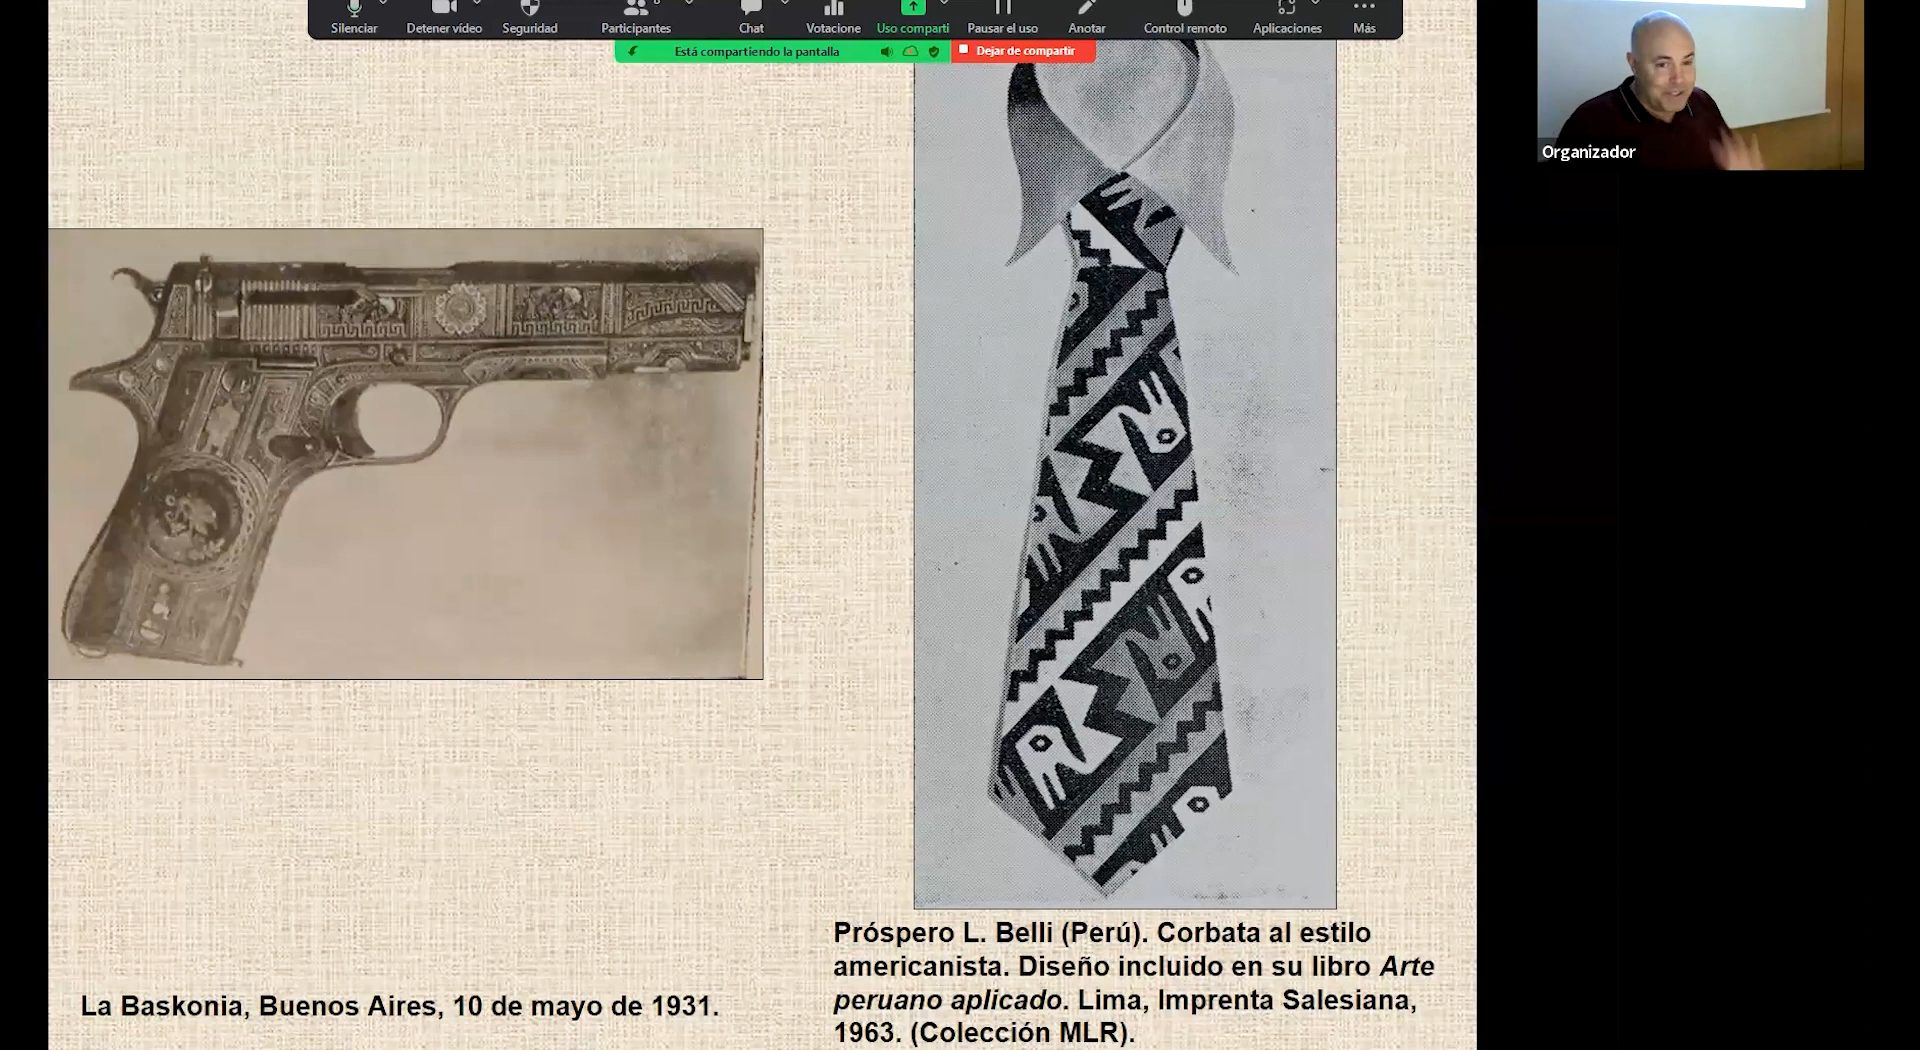 Silenciar
Detener vídeo
Seguridad
Participantes
Chat
Votacione
Uso comparti
Pausar el uso
Anotar
Control remoto
Aplicaciones
Más
Está compartiendo la pantalla
Dejar de compartir
Organizador
La Baskonia, Buenos Aires, 10 de mayo de 1931.
Próspero L. Belli (Perú). Corbata al estilo
americanista. Diseño incluido en su libro Arte
peruano aplicado. Lima, Imprenta Salesiana,
1963. (Colección MLR).